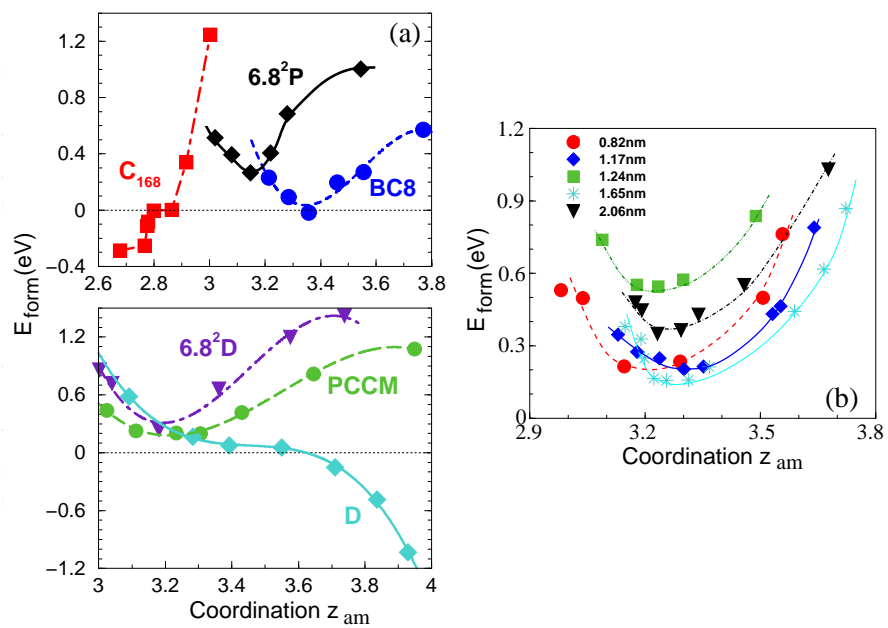 (a)
1.2
0.8
0.4
0
−0.4
6.8²P
C₁₆₈
BC8
2.6 2.8 3 3.2 3.4 3.6 3.8
E_form(eV)
1.2
0.6
0
−0.6
−1.2
6.8²D
PCCM
D
3 3.2 3.4 3.6 3.8 4
Coordination z_am
1.2
0.9
0.6
0.3
0
E_form(eV)
0.82nm
1.17nm
1.24nm
1.65nm
2.06nm
(b)
2.9 3.2 3.5 3.8
Coordination z_am